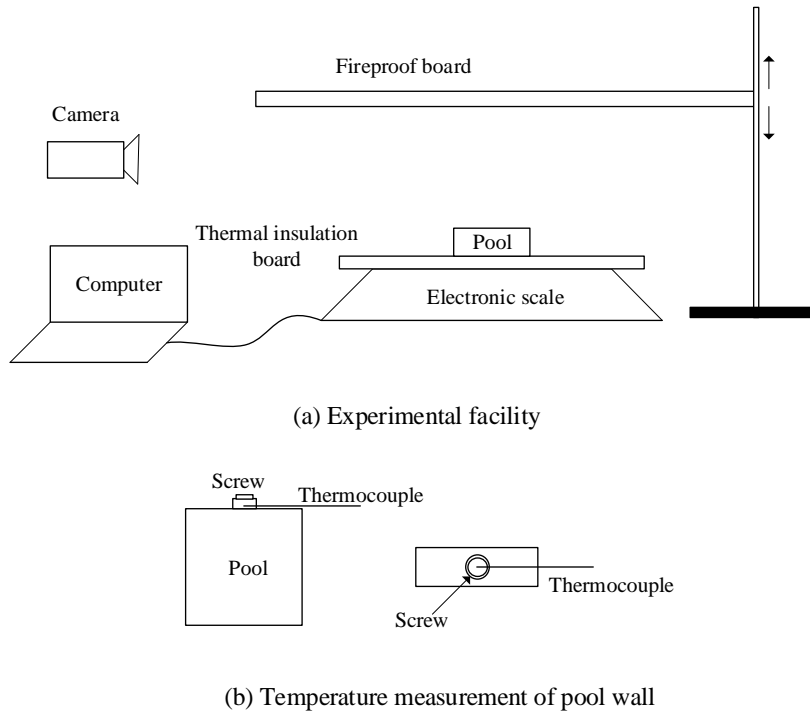 Fireproof board
Camera
Thermal insulation
board
Pool
Computer
Electronic scale
(a) Experimental facility
Screw
Thermocouple
Pool
Thermocouple
Screw
(b) Temperature measurement of pool wall